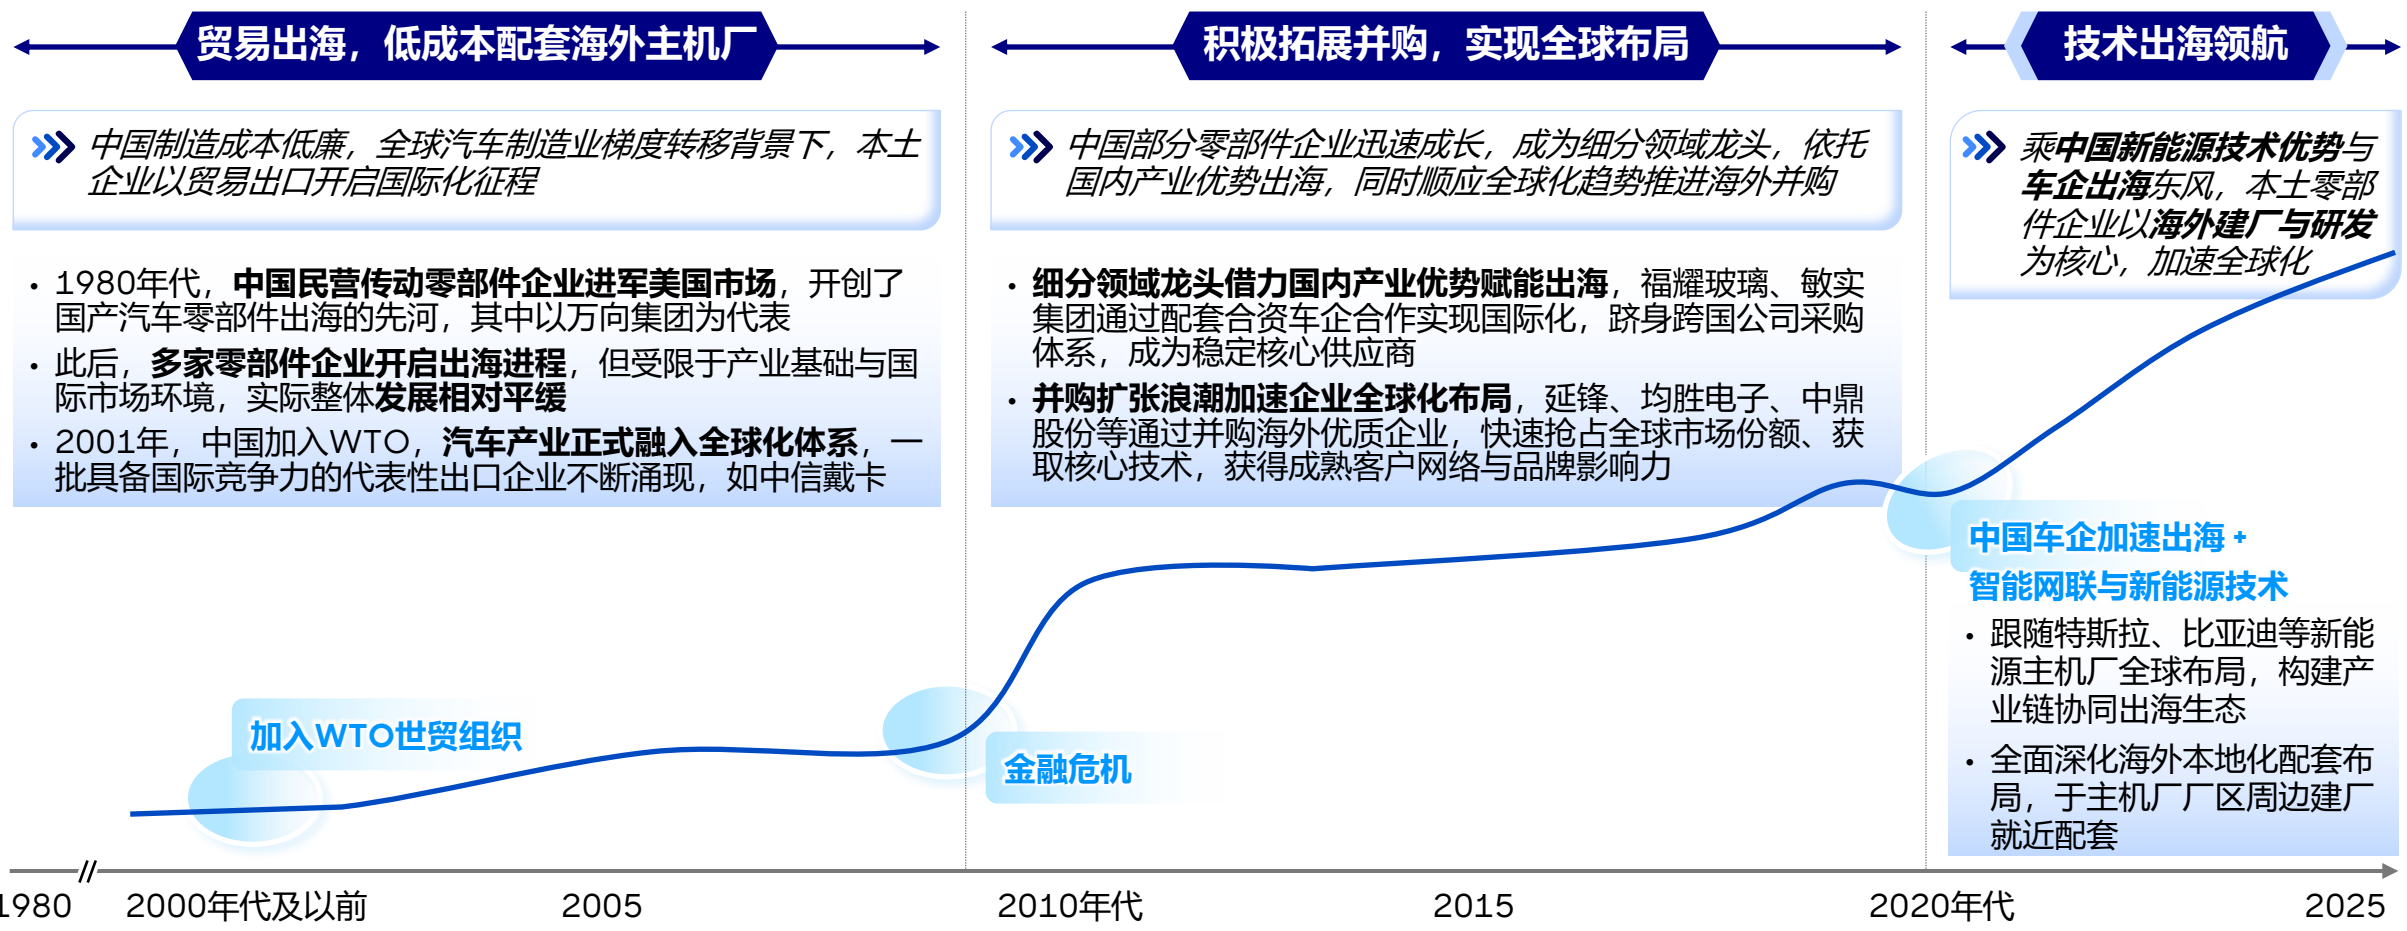 贸易出海，低成本配套海外主机厂
中国制造成本低廉，全球汽车制造业梯度转移背景下，本土
企业以贸易出口开启国际化征程
• 1980年代，中国民营传动零部件企业进军美国市场，开创了
国产汽车零部件出海的先河，其中以万向集团为代表
• 此后，多家零部件企业开启出海进程，但受限于产业基础与国
际市场环境，实际整体发展相对平缓
• 2001年，中国加入WTO，汽车产业正式融入全球化体系，一
批具备国际竞争力的代表性出口企业不断涌现，如中信戴卡
积极拓展并购，实现全球布局
中国部分零部件企业迅速成长，成为细分领域龙头，依托
国内产业优势出海，同时顺应全球化趋势推进海外并购
• 细分领域龙头借力国内产业优势赋能出海，福耀玻璃、敏实
集团通过配套合资车企合作实现国际化，跻身跨国公司采购
体系，成为稳定核心供应商
• 并购扩张浪潮加速企业全球化布局，延锋、均胜电子、中鼎
股份等通过并购海外优质企业，快速抢占全球市场份额、获
取核心技术，获得成熟客户网络与品牌影响力
技术出海领航
乘中国新能源技术优势与
车企出海东风，本土零部
件企业以海外建厂与研发
为核心，加速全球化
中国车企加速出海 +
智能网联与新能源技术
• 跟随特斯拉、比亚迪等新能
源主机厂全球布局，构建产
业链协同出海生态
• 全面深化海外本地化配套布
局，于主机厂厂区周边建厂
就近配套
加入WTO世贸组织
金融危机
1980
2000年代及以前
2005
2010年代
2015
2020年代
2025